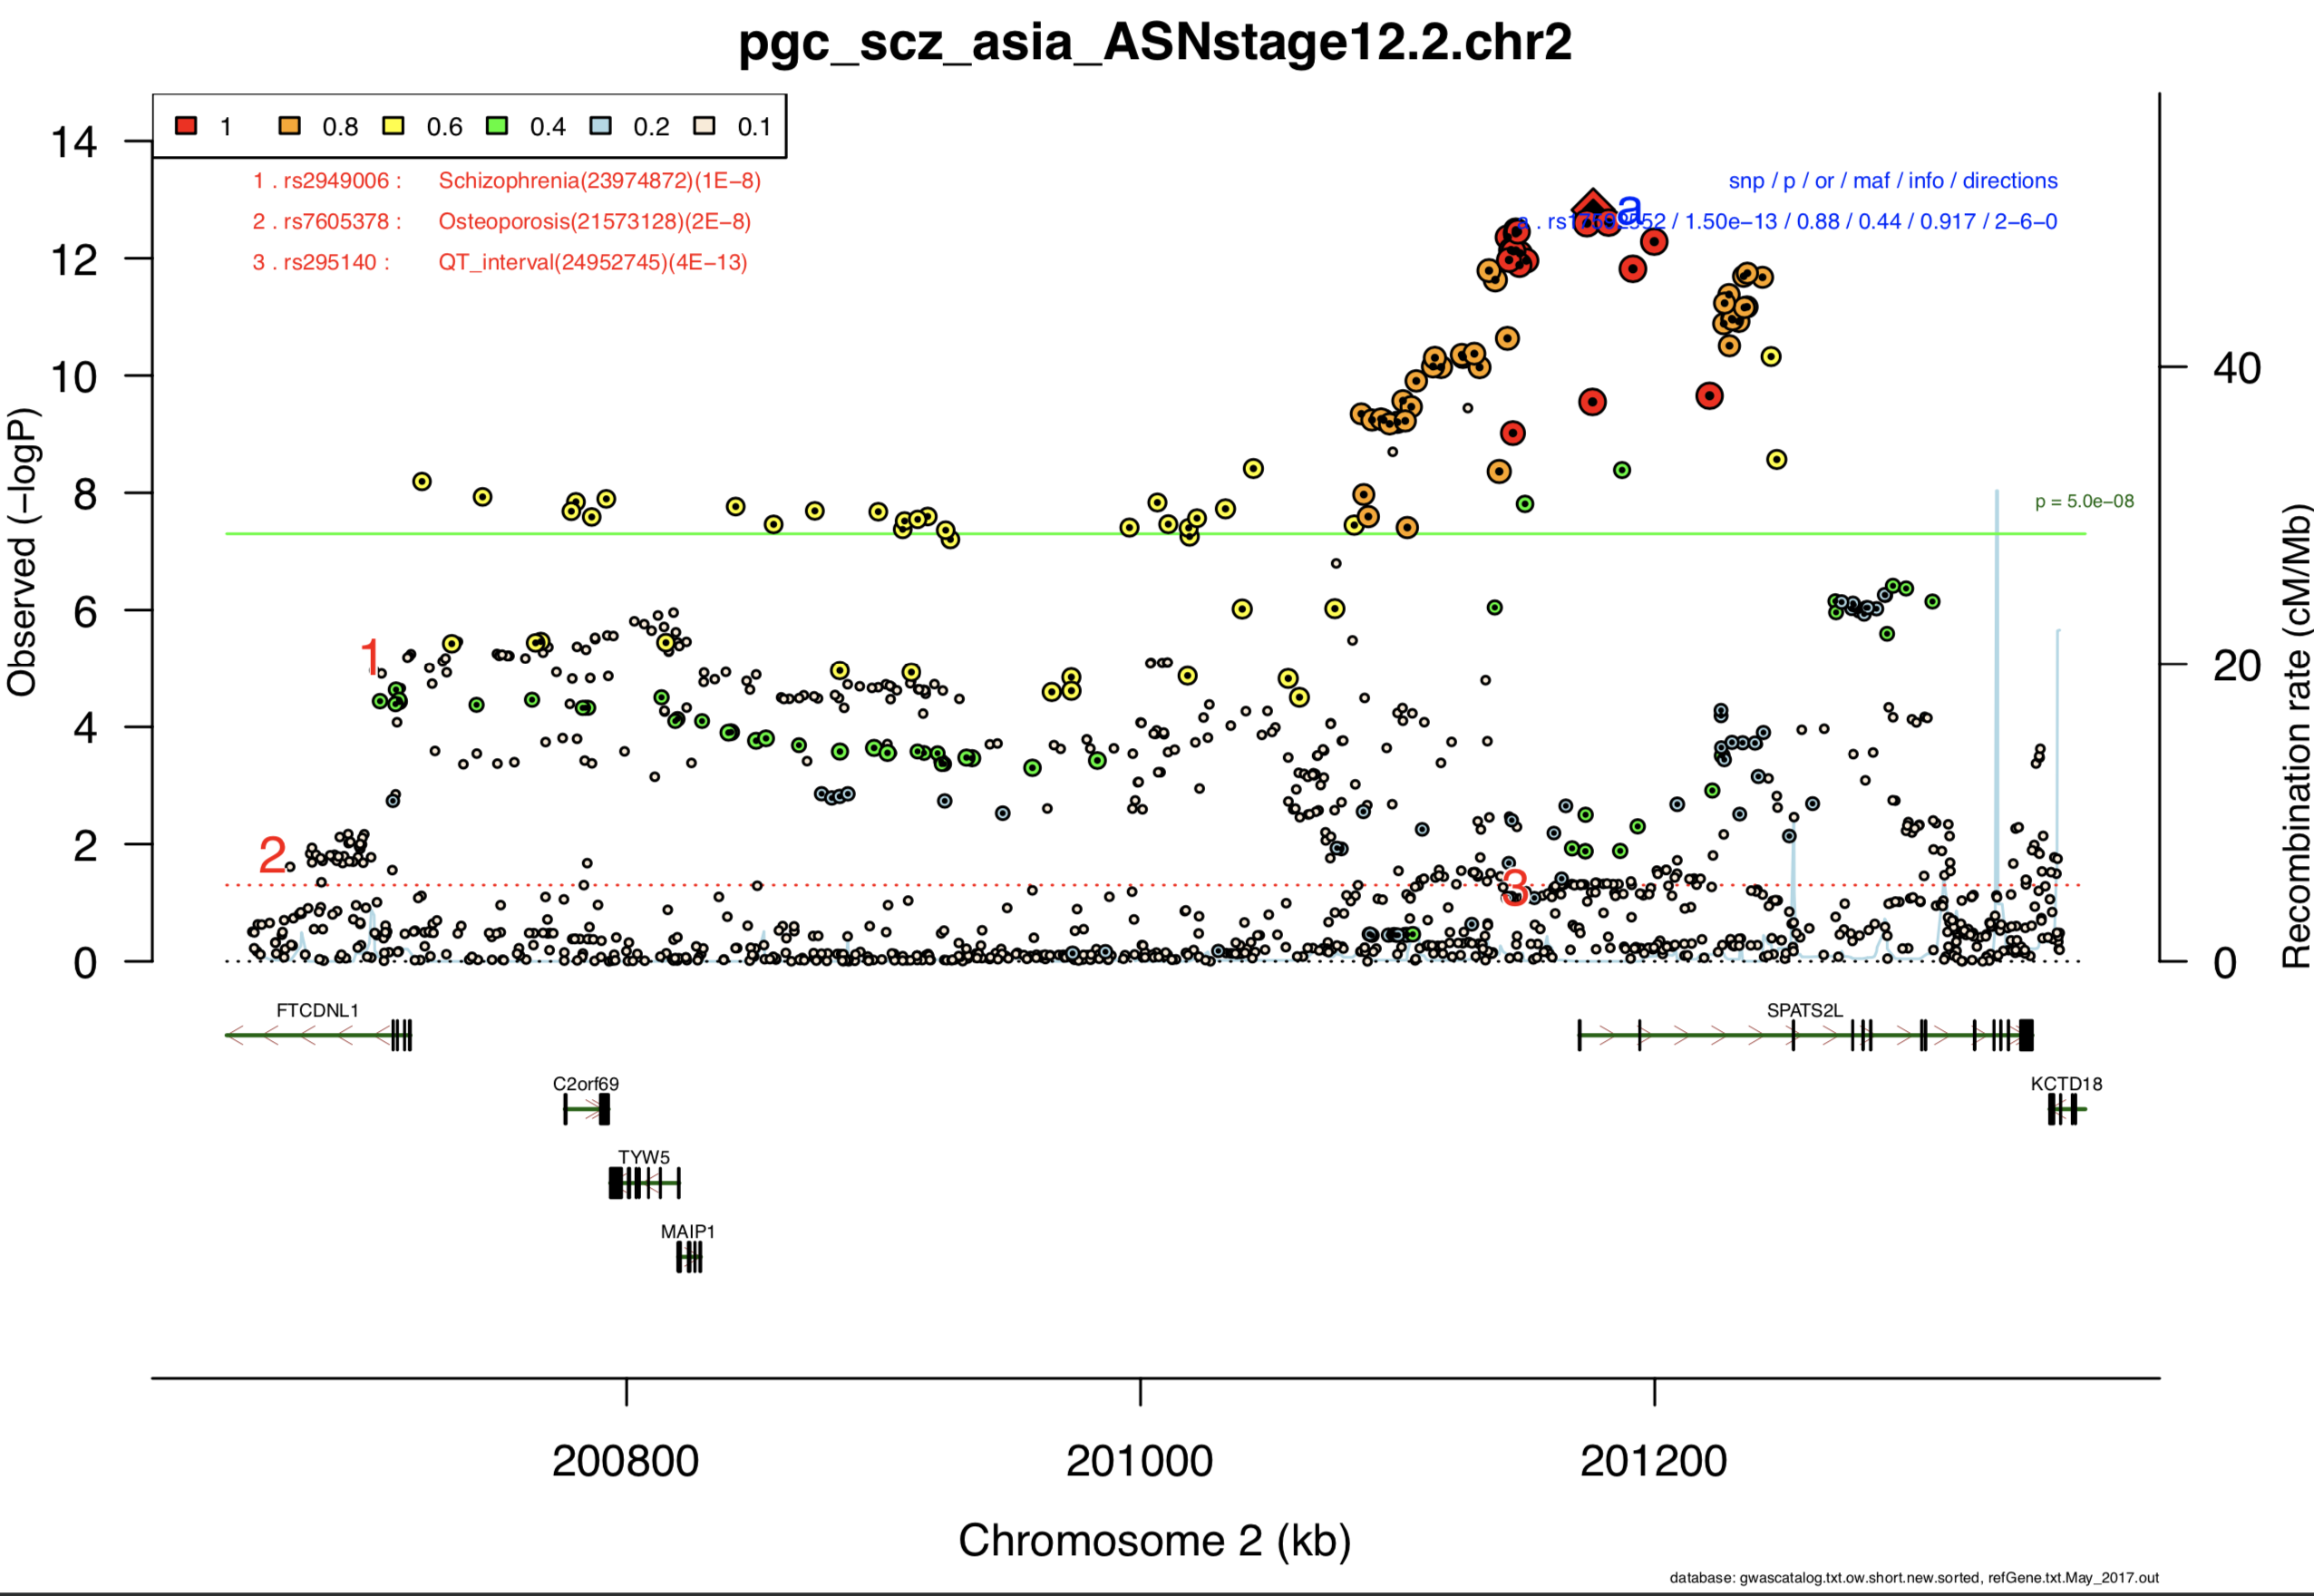 pgc_scz_asia_ASNstage12.2.chr2
1 0.8 0.6 0.4 0.2 0.1
1 . rs2949006 : Schizophrenia(23974872)(1E−8)
2 . rs7605378 : Osteoporosis(21573128)(2E−8)
3 . rs295140 : QT_interval(24952745)(4E−13)
snp / p / or / maf / info / directions
a
a . / 1.50e−13 / 0.88 / 0.44 / 0.917 / 2−6−0
p = 5.0e−08
1
2
3
Observed (−logP)
14
12
10
8
6
4
2
0
Recombination rate (cM/Mb)
40
20
0
FTCDNL1
SPATS2L
C2orf69
KCTD18
TYW5
MAIP1
200800 201000 201200
Chromosome 2 (kb)
database: gwascatalog.txt.ow.short.new.sorted, refGene.txt.May_2017.out